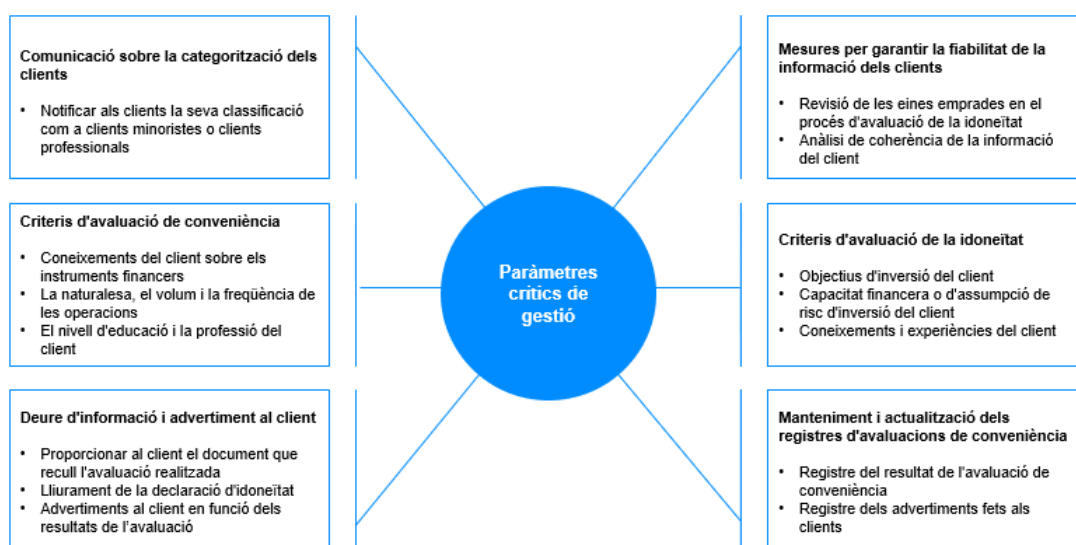 Comunicació sobre la categorització dels
clients
• Notificar als clients la seva classificació
com a clients minoristes o clients
professionals
Criteris d'avaluació de conveniència
• Coneixements del client sobre els
instruments financers
• La naturalesa, el volum i la freqüència de
les operacions
• El nivell d'educació i la professió del
client
Deure d'informació i advertiment al client
• Proporcionar al client el document que
recull l'avaluació realitzada
• Lliurament de la declaració d'idoneïtat
• Advertiments al client en funció dels
resultats de l’avaluació
Paràmetres
crítics de
gestió
Mesures per garantir la fiabilitat de la
informació dels clients
• Revisió de les eines emprades en el
procés d'avaluació de la idoneïtat
• Anàlisi de coherència de la informació
del client
Criteris d'avaluació de la idoneïtat
• Objectius d'inversió del client
• Capacitat financera o d'assumpció de
risc d'inversió del client
• Coneixements i experiències del client
Manteniment i actualització dels
registres d'avaluacions de conveniència
• Registre del resultat de l'avaluació de
conveniència
• Registre dels advertiments fets als
clients